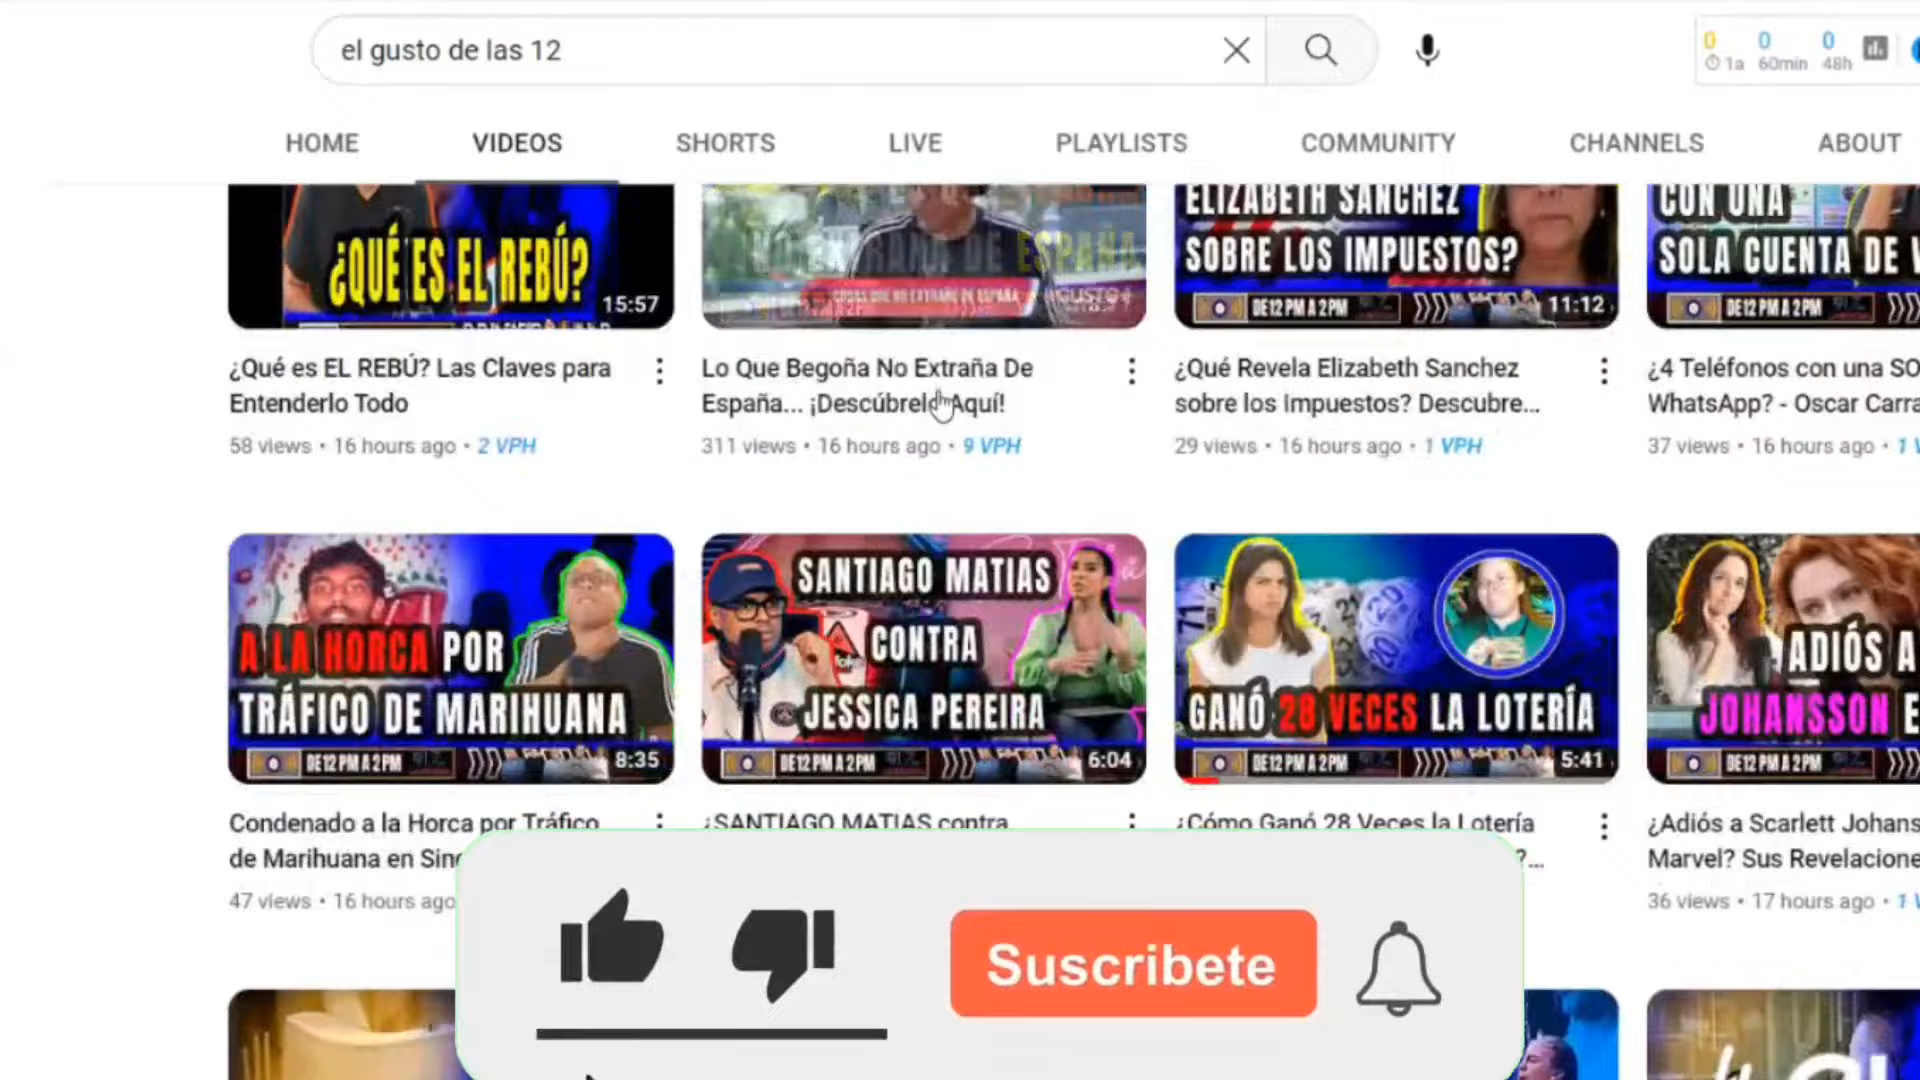 el gusto de las 12
0 0 0
1a 60min 48h
HOME VIDEOS SHORTS LIVE PLAYLISTS COMMUNITY CHANNELS ABOUT
¿QUÉ ES EL REBÚ?
15:57
DE ESPAÑA
ELIZABETH SANCHEZ
SOBRE LOS IMPUESTOS?
DE 12 PM A 2 PM
11:12
CON UNA
SOLA CUENTA DE
DE 12 PM A 2 PM
¿Qué es EL REBÚ? Las Claves para
Entenderlo Todo
58 views • 16 hours ago • 2 VPH
Lo Que Begoña No Extraña De
España... ¡Descúbrelo Aquí!
311 views • 16 hours ago • 9 VPH
¿Qué Revela Elizabeth Sanchez
sobre los Impuestos? Descubre...
29 views • 16 hours ago • 1 VPH
¿4 Teléfonos con una SO
WhatsApp? - Oscar Carra
37 views • 16 hours ago • 1
A LA HORCA POR
TRÁFICO DE MARIHUANA
DE 12 PM A 2 PM
8:35
SANTIAGO MATIAS
CONTRA
JESSICA PEREIRA
DE 12 PM A 2 PM
6:04
GANÓ 28 VECES LA LOTERÍA
DE 12 PM A 2 PM
5:41
ADIÓS A
JOHANSSON E
DE 12 PM A 2 PM
Condenado a la Horca por Tráfico
de Marihuana en Sin
47 views • 16 hours ago
¿SANTIAGO MATIAS contra
¿Cómo Ganó 28 Veces la Lotería
?...
¿Adiós a Scarlett Johans
Marvel? Sus Revelacione
36 views • 17 hours ago • 1
Suscribete